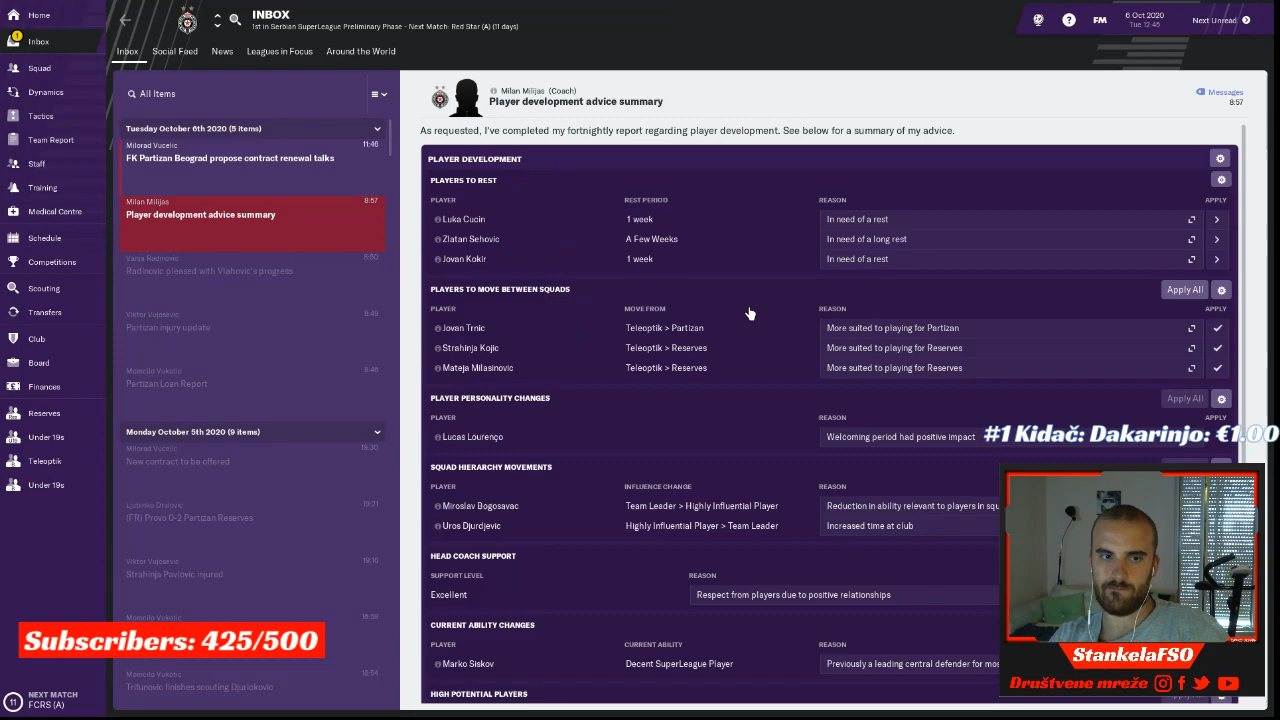 Home
Inbox
1
Squad
Dynamics
Tactics
Team Report
Staff
Training
Medical Centre
Schedule
Competitions
Scouting
Transfers
Club
Board
Finances
Reserves
Under 19s
Teleoptik
Under 19s
11
NEXT MATCH
FCRS (A)
INBOX
1st in Serbian SuperLeague Preliminary Phase - Next Match: Red Star (A) (11 days)
FM
6 Oct 2020
Tue 12:45
Next Unread
Inbox
Social Feed
News
Leagues in Focus
Around the World
All Items
Tuesday October 6th 2020 (5 items)
Milorad Vucelic
11:46
FK Partizan Beograd propose contract renewal talks
Milan Milijas
8:57
Player development advice summary
Vanja Radinovic
8:50
Radinovic pleased with Vlahovic's progress
Viktor Vujosevic
8:49
Partizan injury update
Momcilo Vukotic
8:46
Partizan Loan Report
Monday October 5th 2020 (9 items)
Milorad Vucelic
19:30
New contract to be offered
19:21
(FR) Provo 0-2 Partizan Reserves
Viktor Vujosevic
19:16
Strahinja Pavlovic injured
Momcilo Vukotic
16:59
Momcilo Vukotic
16:54
Trifunovic finishes scouting Djurickovic
Milan Milijas (Coach)
Player development advice summary
Messages
8:57
As requested, I've completed my fortnightly report regarding player development. See below for a summary of my advice.
PLAYER DEVELOPMENT
PLAYERS TO REST
PLAYER
REST PERIOD
REASON
APPLY
Luka Cucin
1 week
In need of a rest
Zlatan Sehovic
A Few Weeks
In need of a long rest
Jovan Kokir
1 week
In need of a rest
PLAYERS TO MOVE BETWEEN SQUADS
Apply All
PLAYER
MOVE FROM
REASON
APPLY
Jovan Trnic
Teleoptik > Partizan
More suited to playing for Partizan
Strahinja Kojic
Teleoptik > Reserves
More suited to playing for Reserves
Mateja Milasinovic
Teleoptik > Reserves
More suited to playing for Reserves
PLAYER PERSONALITY CHANGES
Apply All
PLAYER
REASON
APPLY
Lucas Lourenço
Welcoming period had positive impact
SQUAD HIERARCHY MOVEMENTS
PLAYER
INFLUENCE CHANGE
REASON
Miroslav Bogosavac
Team Leader > Highly Influential Player
Reduction in ability relevant to players in squ
Uros Djurdjevic
Highly Influential Player > Team Leader
Increased time at club
HEAD COACH SUPPORT
SUPPORT LEVEL
REASON
Excellent
Respect from players due to positive relationships
CURRENT ABILITY CHANGES
PLAYER
CURRENT ABILITY
REASON
Marko Siskov
Decent SuperLeague Player
Previously a leading central defender for mos
HIGH POTENTIAL PLAYERS
#1 Kidač: Dakarinjo: €1.00
Subscribers: 425/500
StankelaFSO
Društvene mreže